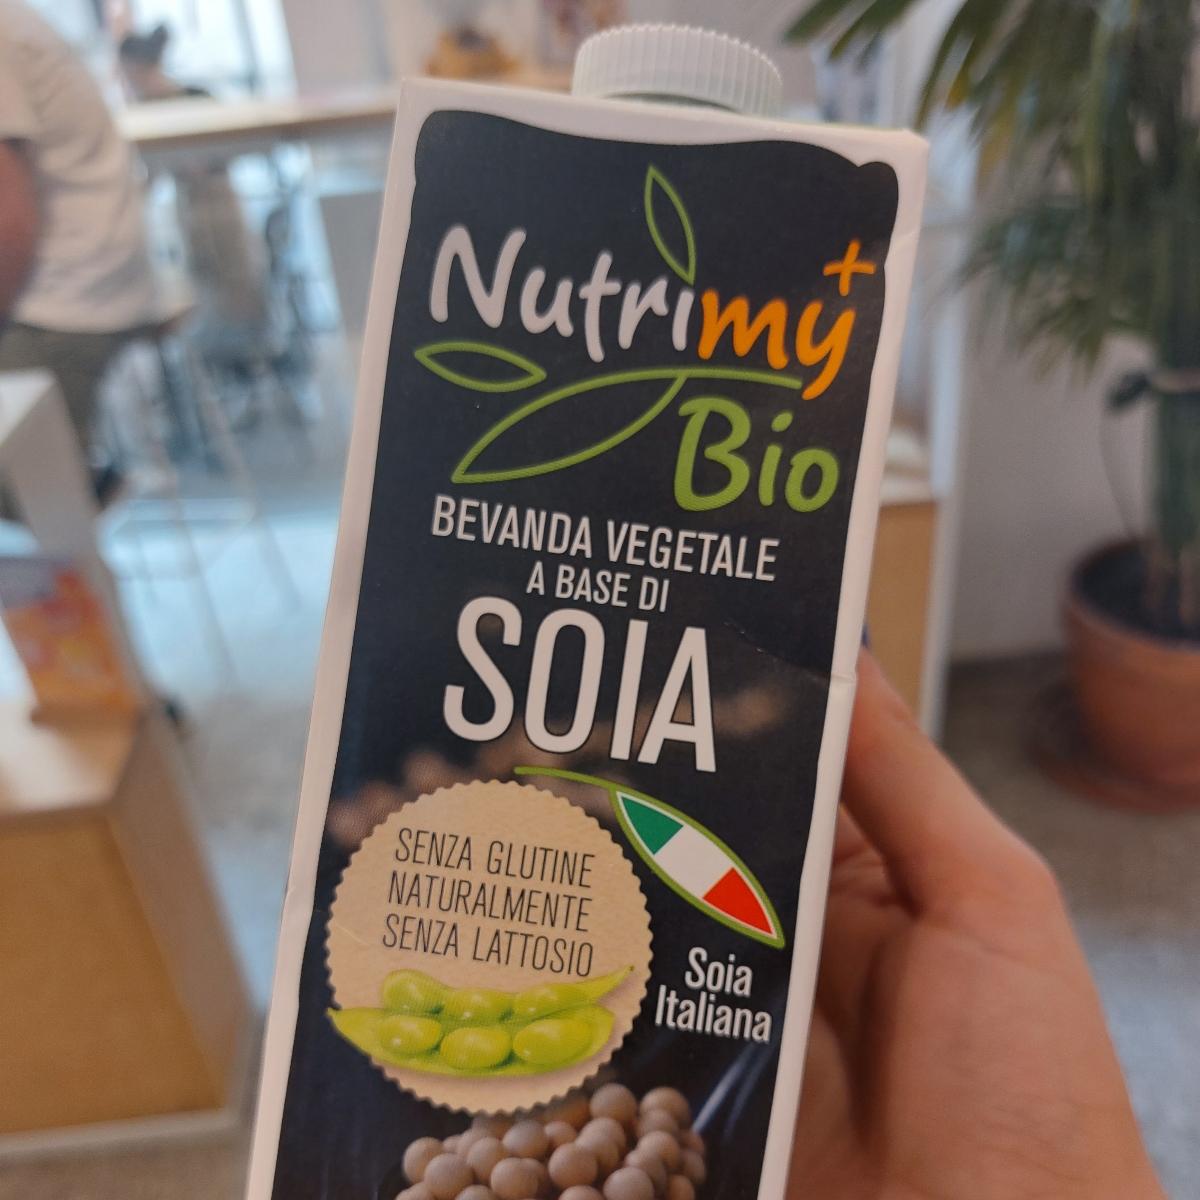 Nutrimy+
Bio
BEVANDA VEGETALE
A BASE DI
SOIA
SENZA GLUTINE
NATURALMENTE
SENZA LATTOSIO
Soia
Italiana